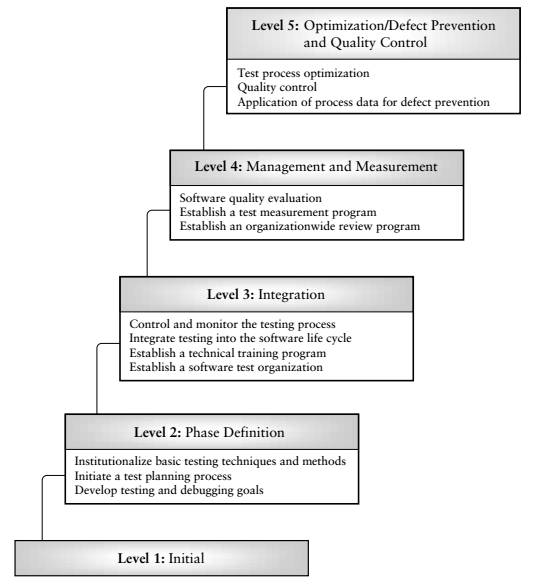 Level 5: Optimization/Defect Prevention
and Quality Control
Test process optimization
Quality control
Application of process data for defect prevention
Level 4: Management and Measurement
Software quality evaluation
Establish a test measurement program
Establish an organizationwide review program
Level 3: Integration
Control and monitor the testing process
Integrate testing into the software life cycle
Establish a technical training program
Establish a software test organization
Level 2: Phase Definition
Institutionalize basic testing techniques and methods
Initiate a test planning process
Develop testing and debugging goals
Level 1: Initial